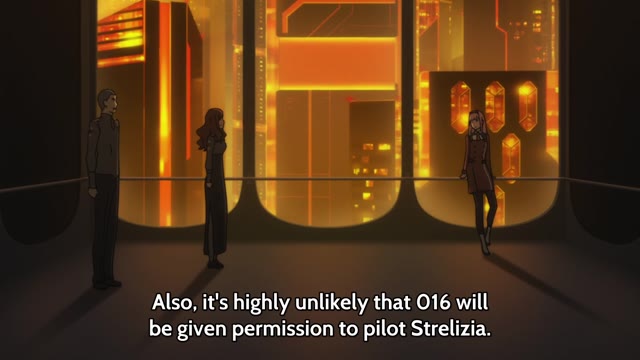 Also, it's highly unlikely that 016 will
be given permission to pilot Strelizia.